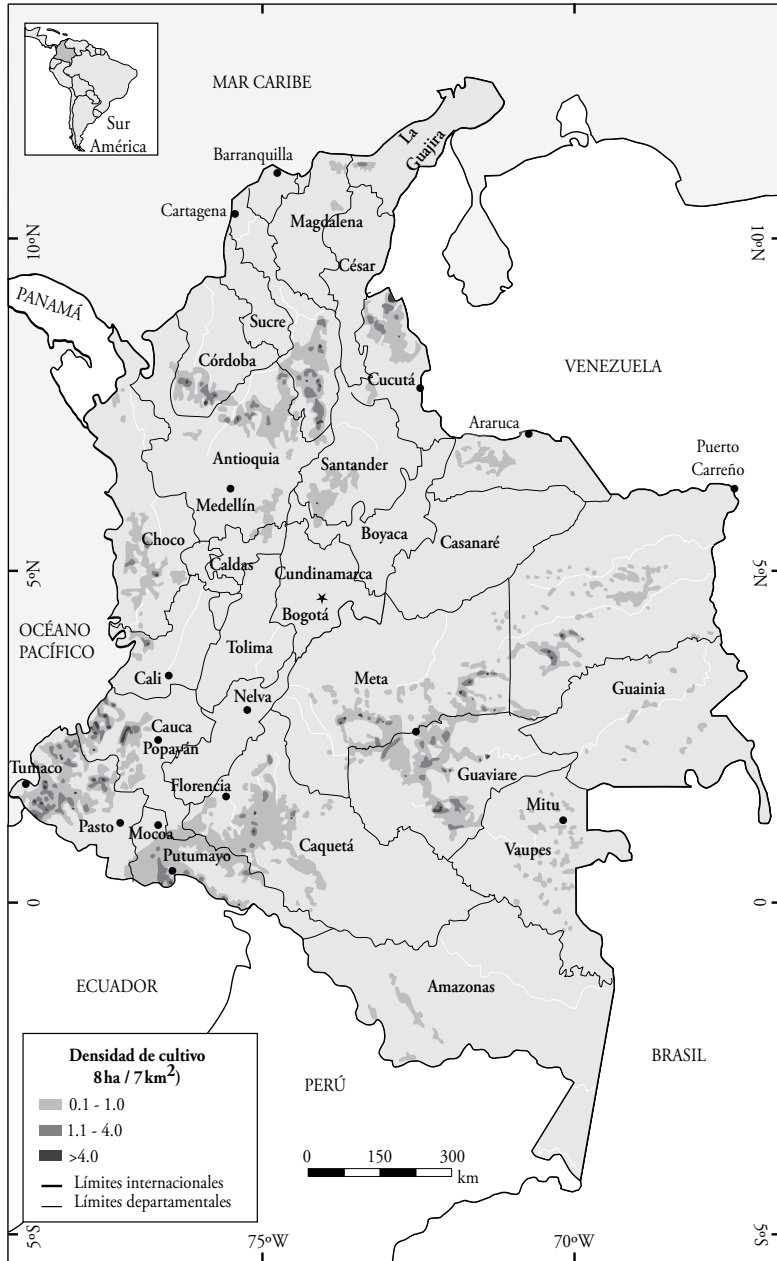 MAR CARIBE
Sur
América
La
Guajira
Barranquilla
Cartagena
Magdalena
10ºN
10ºN
César
PANAMÁ
Sucre
Córdoba
Cucutá
VENEZUELA
Araruca
Puerto
Carreño
Antioquia
Santander
Medellín
Choco
Boyaca
Casanaré
Caldas
Cundinamarca
5ºN
5ºN
Bogotá
OCÉANO
PACÍFICO
Tolima
Cali
Meta
Nelva
Guainia
Cauca
Popayán
Tumaco
Florencia
Guaviare
Mitu
Pasto
Mocoa
Putumayo
Caquetá
Vaupes
0
0
ECUADOR
Amazonas
BRASIL
PERÚ
Densidad de cultivo
8 ha / 7 km2)
0.1 - 1.0
1.1 - 4.0
>4.0
Límites internacionales
Límites departamentales
0 150 300
km
5ºS
5ºS
75ºW
70ºW